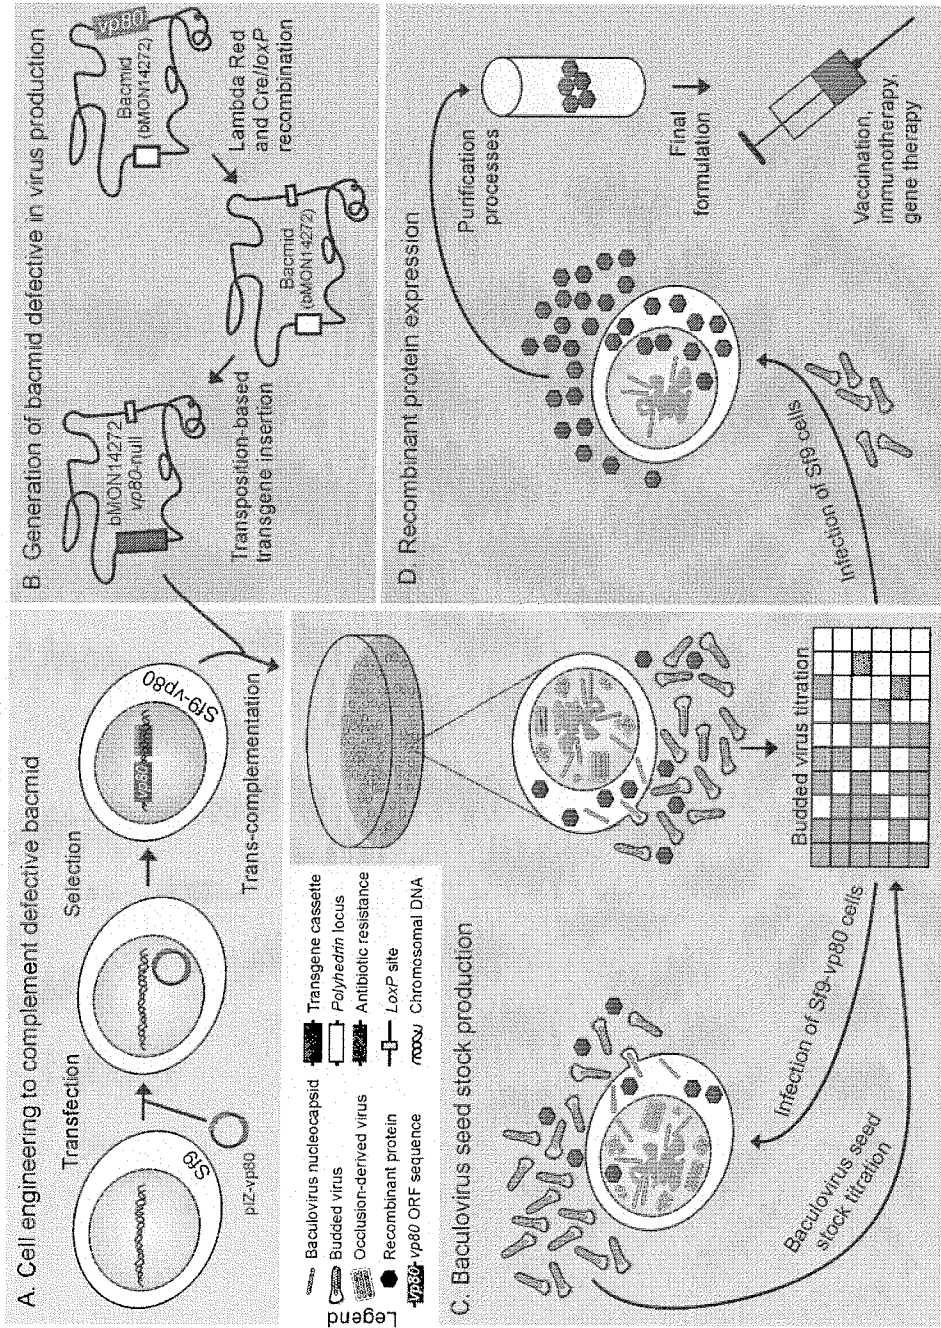 A. Cell engineering to complement defective bacmid
Transfection
Selection
Sf9
pIZ-vp80
Sf9-vp80
vp80
Trans-complementation
B. Generation of bacmid defective in virus production
bMON14272
vp80-null
Transposition-based
transgene insertion
Bacmid
(bMON14272)
Lambda Red
and Cre/loxP
recombination
Bacmid
(bMON14272)
vp80
Legend
Baculovirus nucleocapsid
Budded virus
Occlusion-derived virus
Recombinant protein
vp80 vp80 ORF sequence
Transgene cassette
Polyhedrin locus
Antibiotic resistance
LoxP site
Chromosomal DNA
C. Baculovirus seed stock production
Baculovirus seed
stock titration
Infection of Sf9-vp80 cells
Budded virus titration
D. Recombinant protein expression
Infection of Sf9 cells
Purification
processes
Final
formulation
Vaccination,
immunotherapy,
gene therapy